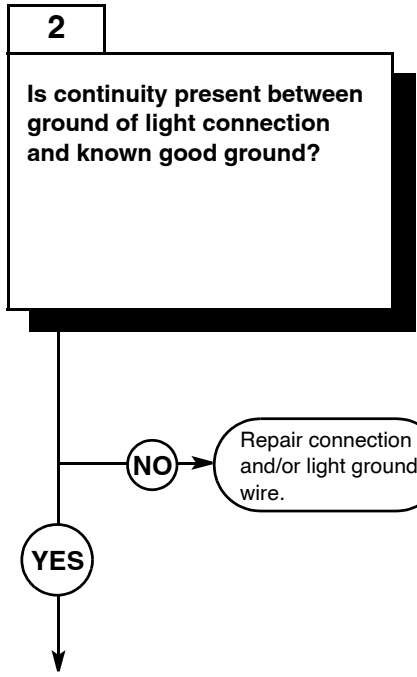 2
Is continuity present between
ground of light connection
and known good ground?
NO
Repair connection
and/or light ground
wire.
YES